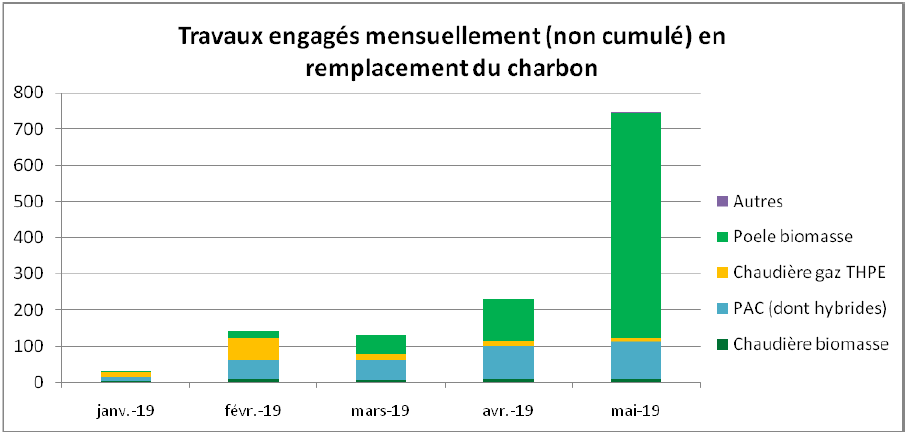 Travaux engagés mensuellement (non cumulé) en
remplacement du charbon
800
700
600
500
400
300
200
100
0
janv.-19
févr.-19
mars-19
avr.-19
mai-19
Autres
Poele biomasse
Chaudière gaz THPE
PAC (dont hybrides)
Chaudière biomasse